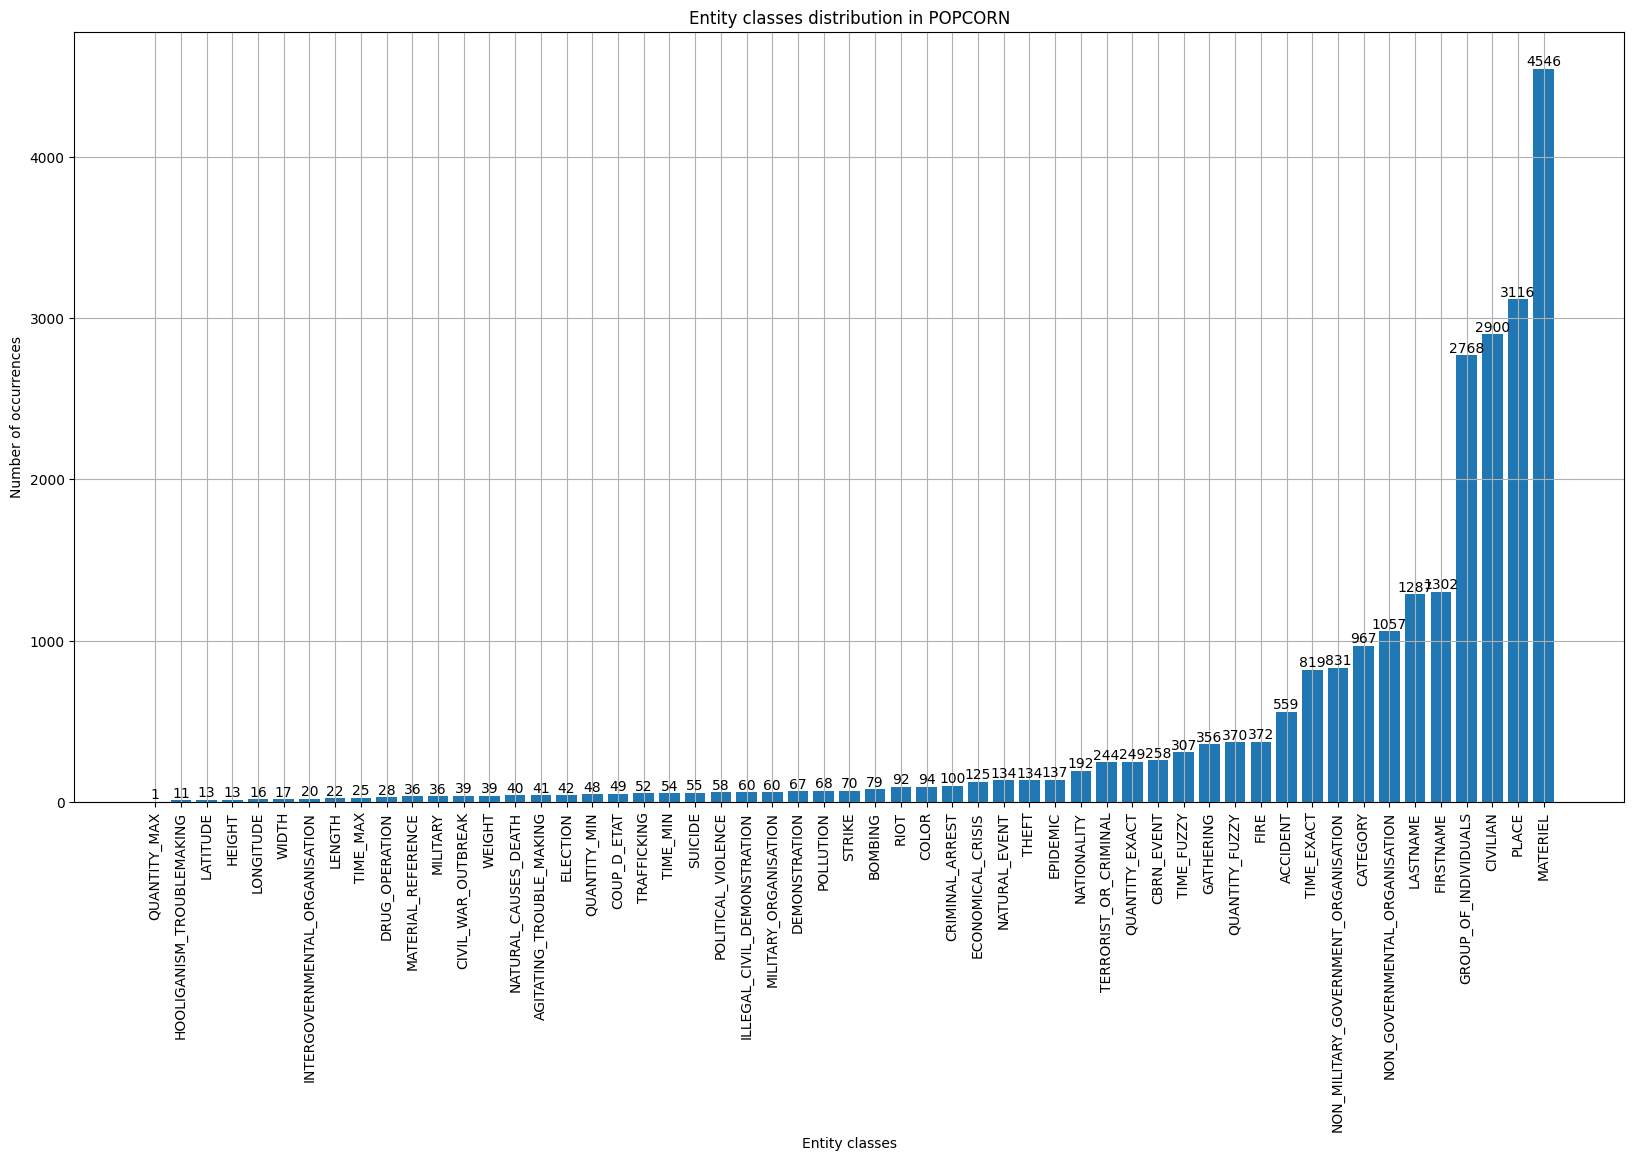 Entity classes distribution in POPCORN
Number of occurrences
4000
3000
2000
1000
0
1
11
13
13
16
17
20
22
25
28
36
36
39
39
40
41
42
48
49
52
54
55
58
60
60
67
68
70
79
92
94
100
125
134
134
137
192
244
249
258
307
356
370
372
559
819
831
967
1057
1287
1302
2768
2900
3116
4546
QUANTITY_MAX
HOOLIGANISM_TROUBLEMAKING
LATITUDE
HEIGHT
LONGITUDE
WIDTH
INTERGOVERNMENTAL_ORGANISATION
LENGTH
TIME_MAX
DRUG_OPERATION
MATERIAL_REFERENCE
MILITARY
CIVIL_WAR_OUTBREAK
WEIGHT
NATURAL_CAUSES_DEATH
AGITATING_TROUBLE_MAKING
ELECTION
QUANTITY_MIN
COUP_D_ETAT
TRAFFICKING
TIME_MIN
SUICIDE
POLITICAL_VIOLENCE
ILLEGAL_CIVIL_DEMONSTRATION
MILITARY_ORGANISATION
DEMONSTRATION
POLLUTION
STRIKE
BOMBING
RIOT
COLOR
CRIMINAL_ARREST
ECONOMICAL_CRISIS
NATURAL_EVENT
THEFT
EPIDEMIC
NATIONALITY
TERRORIST_OR_CRIMINAL
QUANTITY_EXACT
CBRN_EVENT
TIME_FUZZY
GATHERING
QUANTITY_FUZZY
FIRE
ACCIDENT
TIME_EXACT
NON_MILITARY_GOVERNMENT_ORGANISATION
CATEGORY
NON_GOVERNMENTAL_ORGANISATION
LASTNAME
FIRSTNAME
GROUP_OF_INDIVIDUALS
CIVILIAN
PLACE
MATERIEL
Entity classes